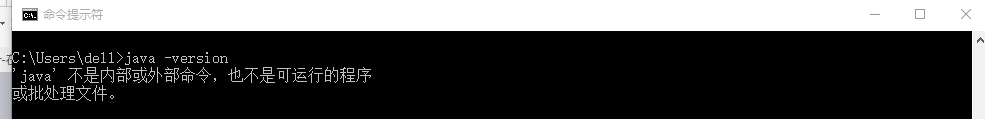 命令提示符
C:\Users\dell>java -version
'java' 不是内部或外部命令，也不是可运行的程序
或批处理文件。